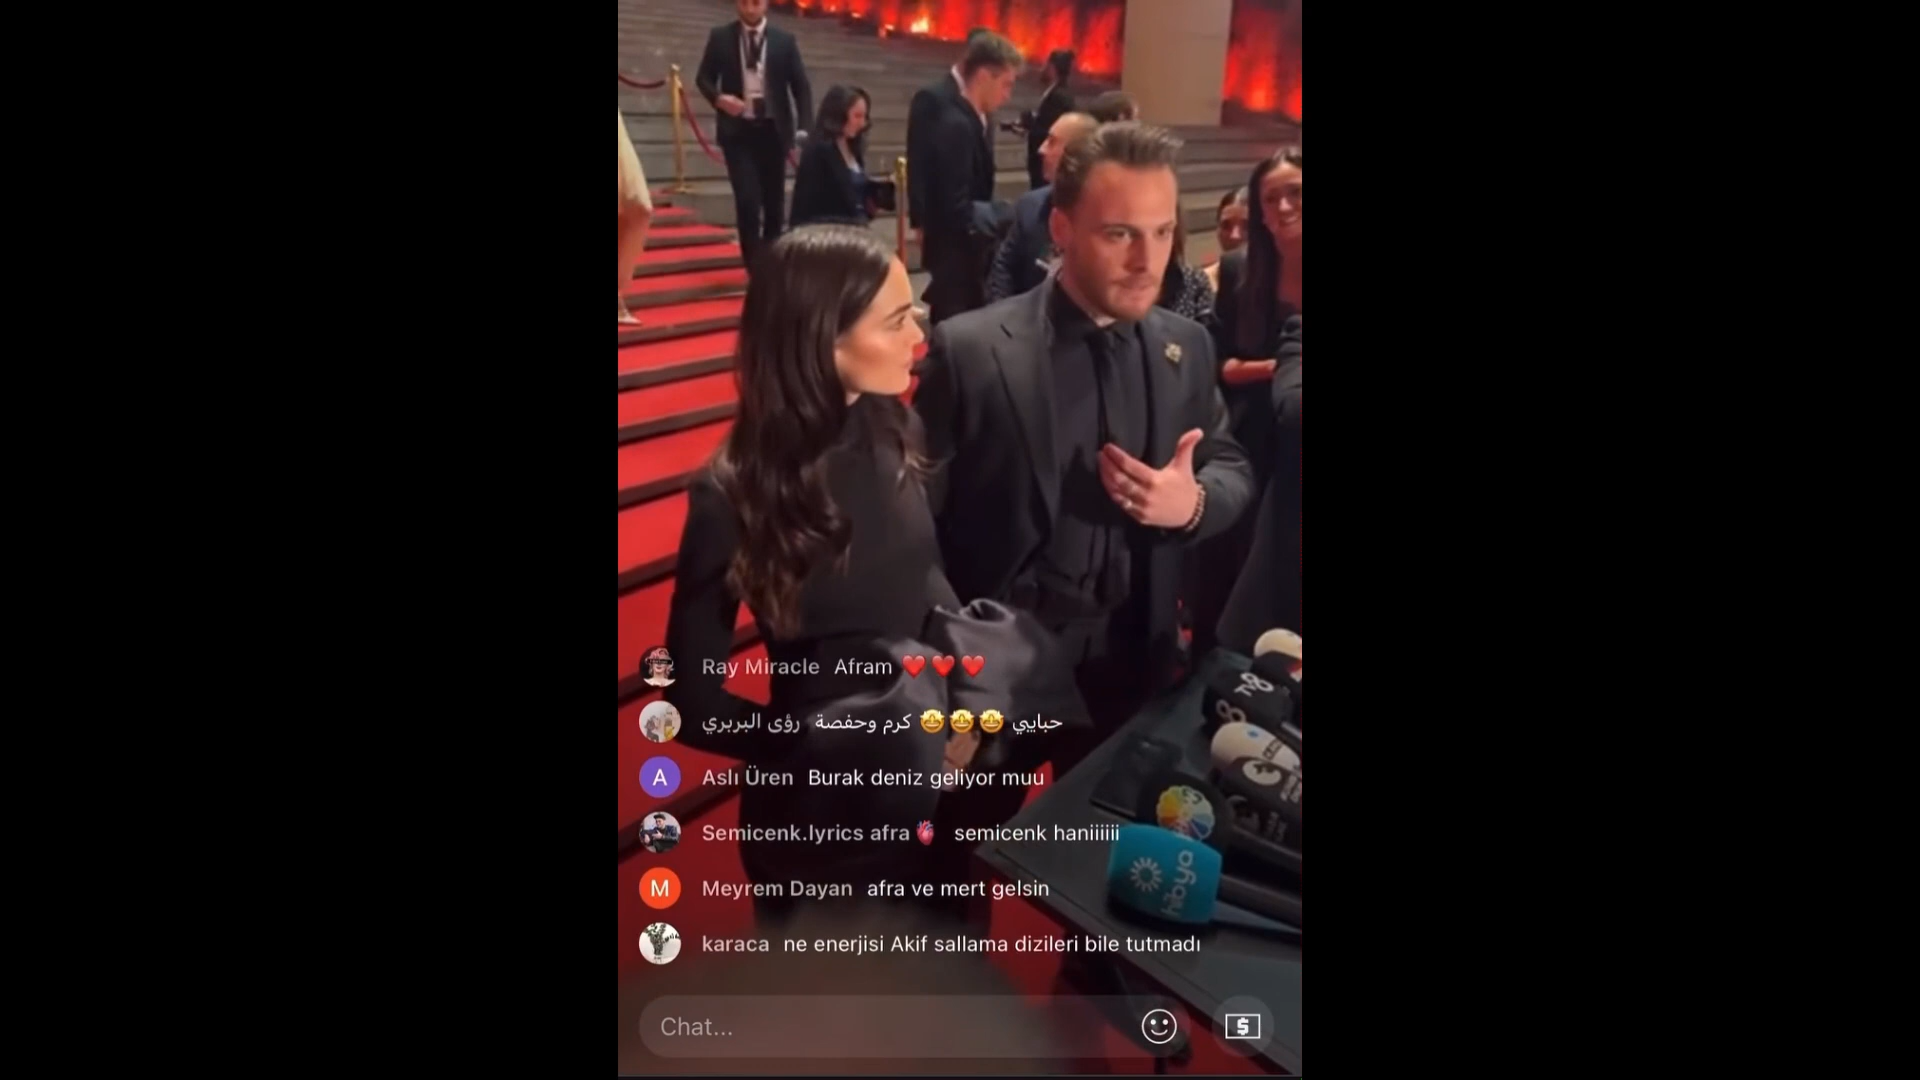 Ray Miracle Afram ❤️❤️❤️
رؤى البربري كرم وحفصة 🤩🤩🤩 حبايبي
A Aslı Üren Burak deniz geliyor muu
Semicenk.lyrics afra🫀 semicenk haniiiiii
M Meyrem Dayan afra ve mert gelsin
karaca ne enerjisi Akif sallama dizileri bile tutmadı
Chat...
$
tv8
hibya